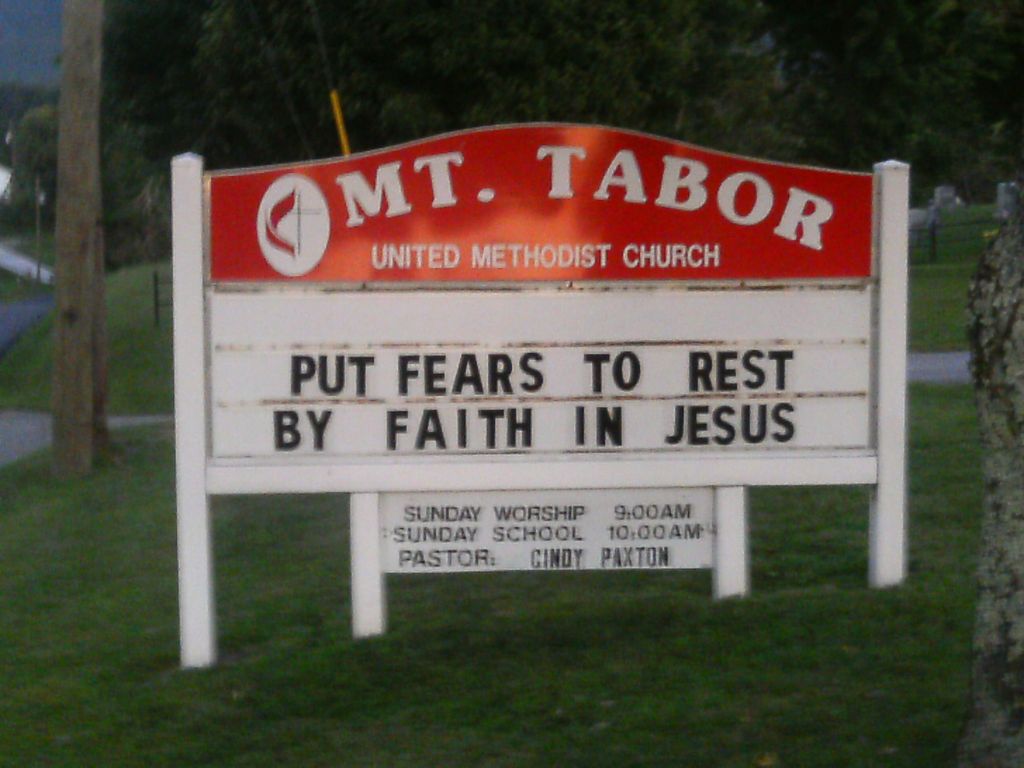 MT. TABOR
UNITED METHODIST CHURCH
PUT FEARS TO REST
BY FAITH IN JESUS
SUNDAY WORSHIP 9:00AM
SUNDAY SCHOOL 10:00AM
PASTOR: CINDY PAXTON